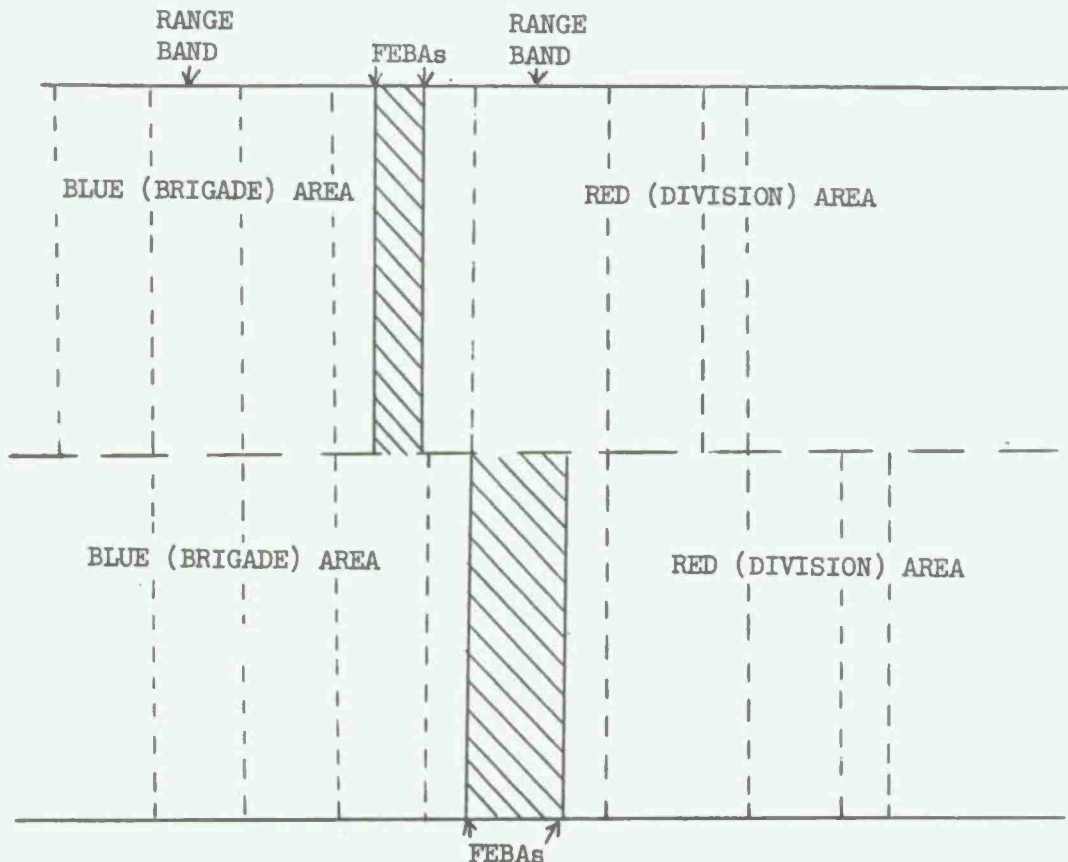 RANGE
BAND
FEBAs
RANGE
BAND
BLUE (BRIGADE) AREA
RED (DIVISION) AREA
BLUE (BRIGADE) AREA
RED (DIVISION) AREA
FEBAs